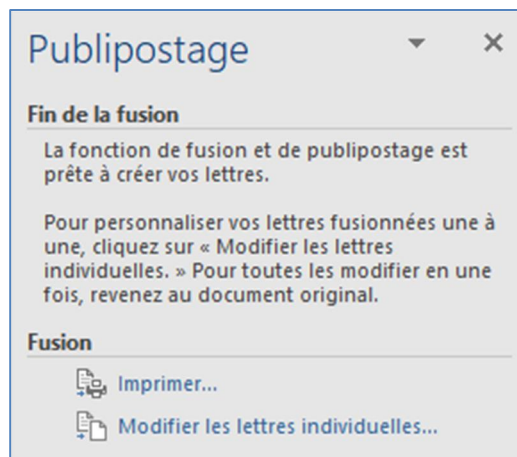 Publipostage
Fin de la fusion
La fonction de fusion et de publipostage est
prête à créer vos lettres.
Pour personnaliser vos lettres fusionnées une à
une, cliquez sur « Modifier les lettres
individuelles. » Pour toutes les modifier en une
fois, revenez au document original.
Fusion
Imprimer...
Modifier les lettres individuelles...